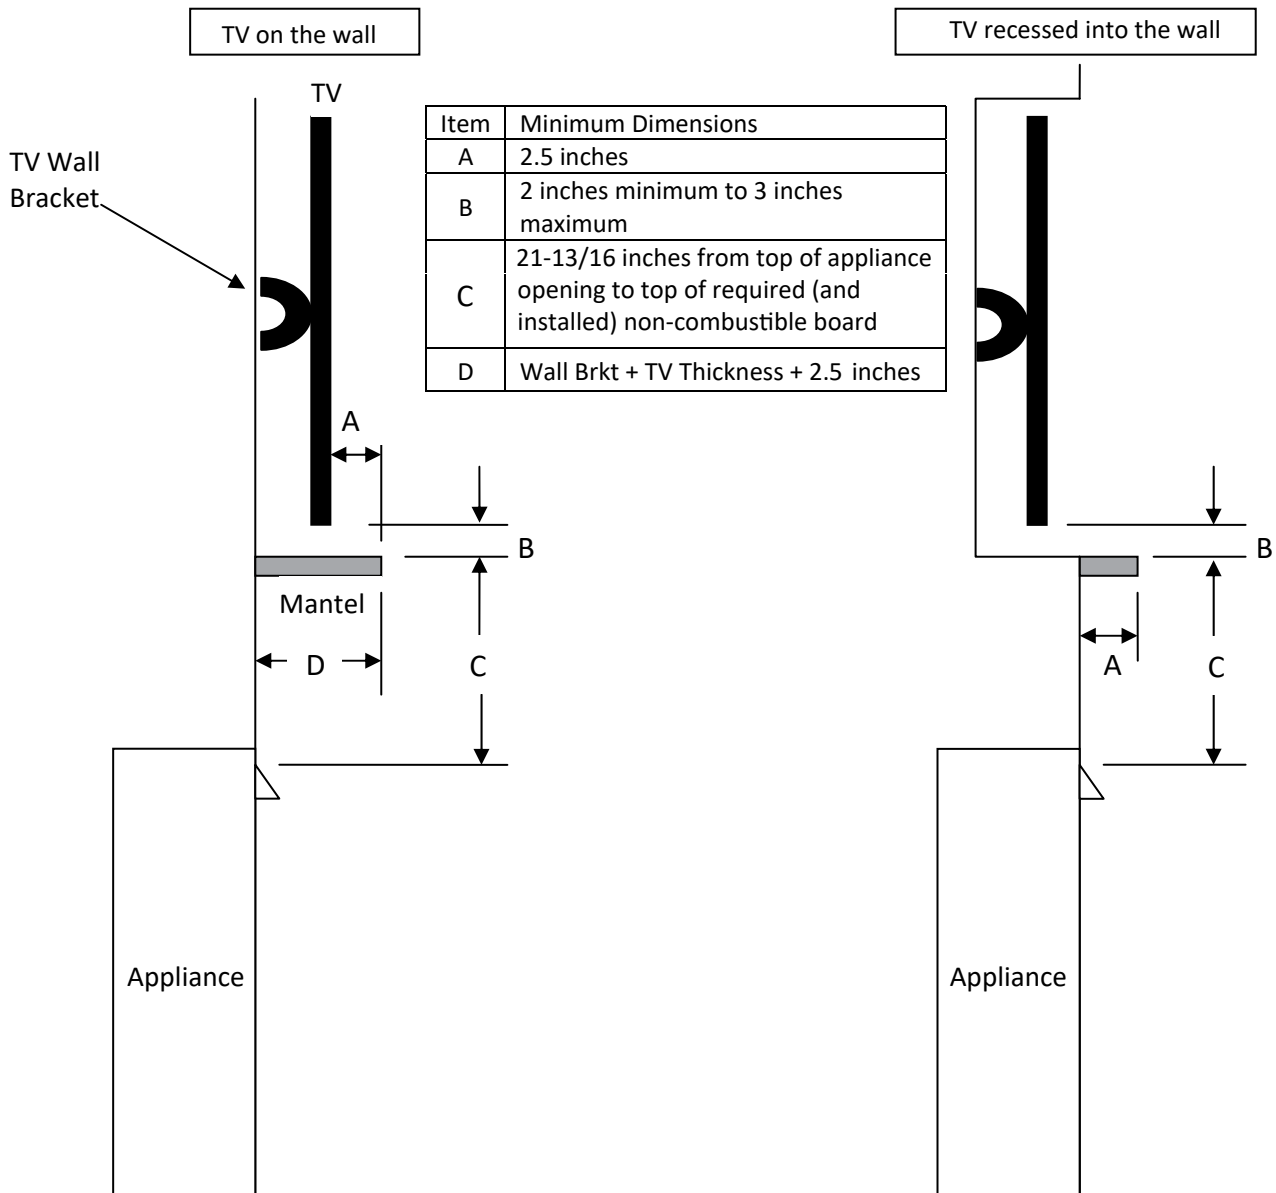 TV on the wall
TV recessed into the wall
TV
TV Wall
Bracket
Item Minimum Dimensions
A 2.5 inches
B 2 inches minimum to 3 inches
maximum
C 21-13/16 inches from top of appliance
opening to top of required (and
installed) non-combustible board
D Wall Brkt + TV Thickness + 2.5 inches
A
B
Mantel
D
C
Appliance
B
A
C
Appliance